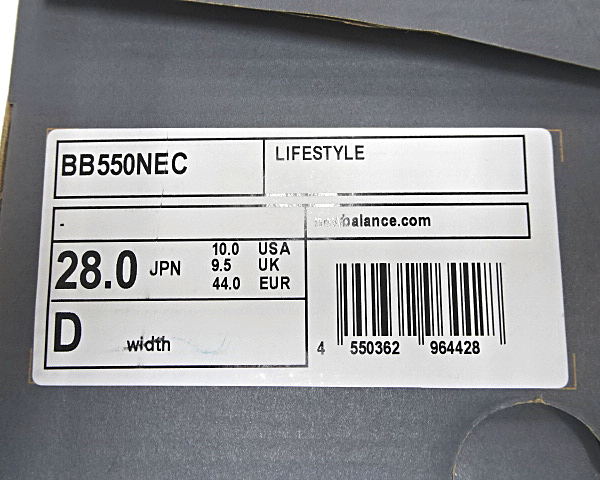 BB550NEC
LIFESTYLE
-
newbalance.com
28.0 JPN
10.0 USA
9.5 UK
44.0 EUR
D width
4 550362 964428